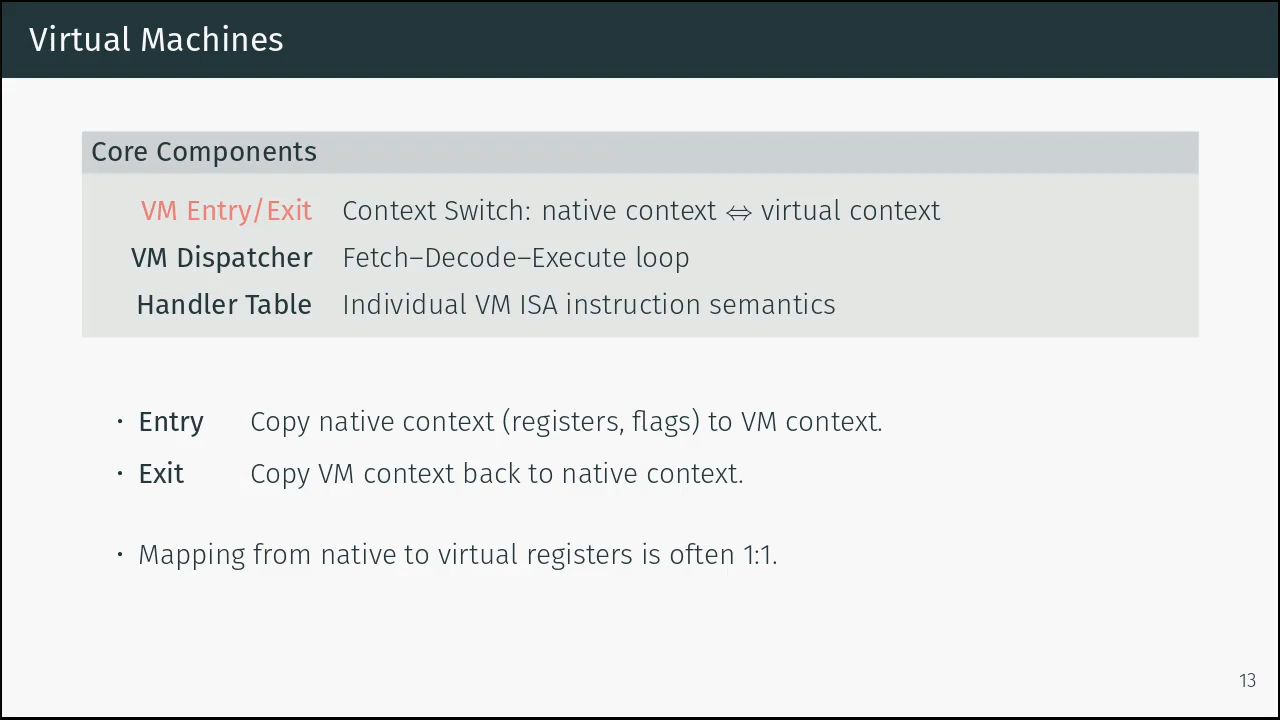 Virtual Machines
Core Components
VM Entry/Exit Context Switch: native context ⇔ virtual context
VM Dispatcher Fetch–Decode–Execute loop
Handler Table Individual VM ISA instruction semantics
· Entry Copy native context (registers, flags) to VM context.
· Exit Copy VM context back to native context.
· Mapping from native to virtual registers is often 1:1.
13